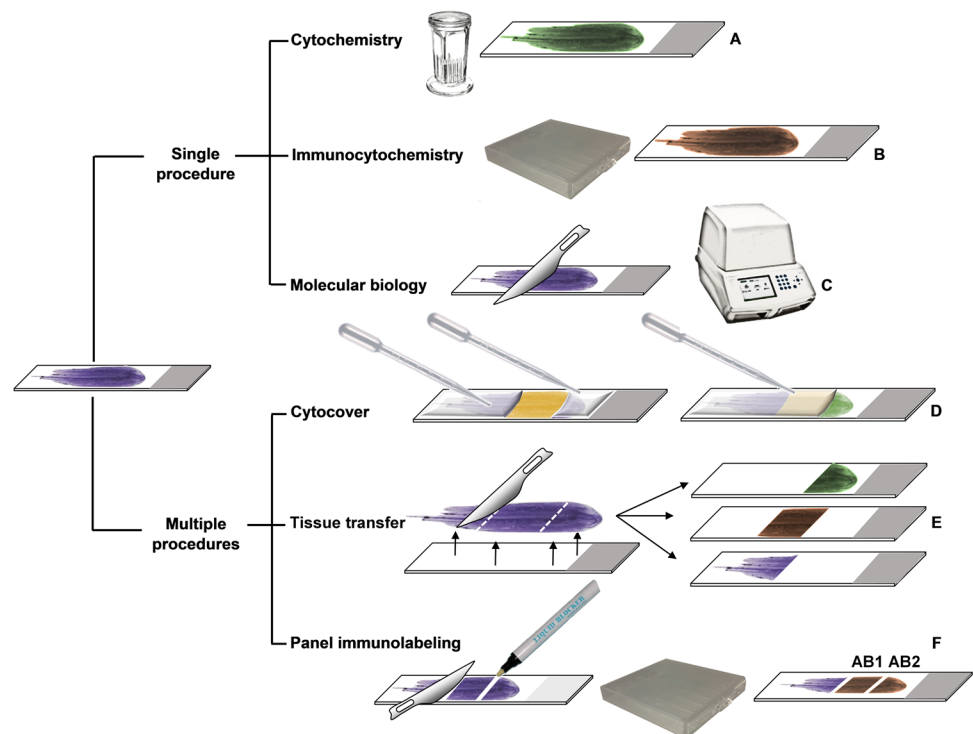 Cytochemistry
A
Single
procedure
Immunocytochemistry
B
Molecular biology
C
Cytocover
D
Multiple
procedures
Tissue transfer
E
LIQUID BLOCKER
Panel immunolabeling
F
AB1 AB2